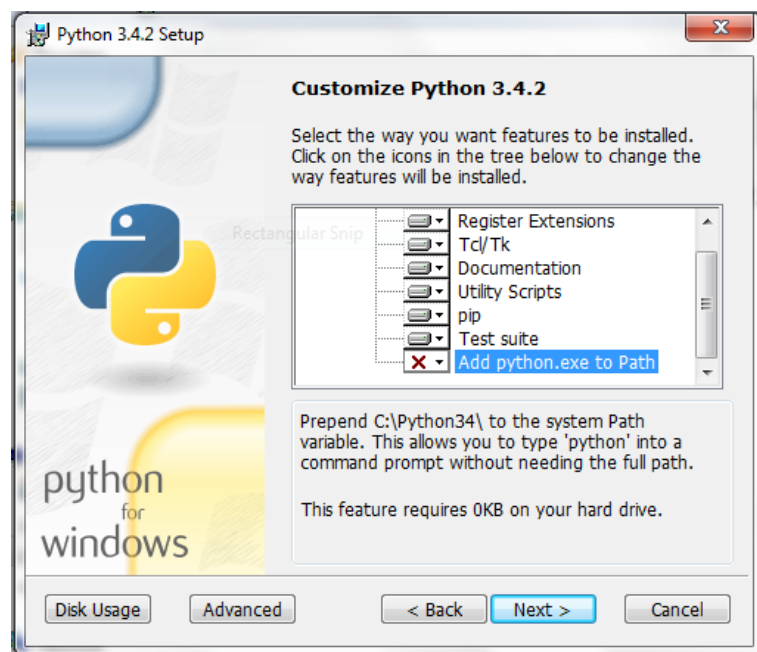 Python 3.4.2 Setup
Customize Python 3.4.2
Select the way you want features to be installed.
Click on the icons in the tree below to change the
way features will be installed.
Rectangular Snip
Register Extensions
Tcl/Tk
Documentation
Utility Scripts
pip
Test suite
Add python.exe to Path
Prepend C:\Python34\ to the system Path
variable. This allows you to type 'python' into a
command prompt without needing the full path.
This feature requires 0KB on your hard drive.
python
for
windows
Disk Usage
Advanced
< Back
Next >
Cancel